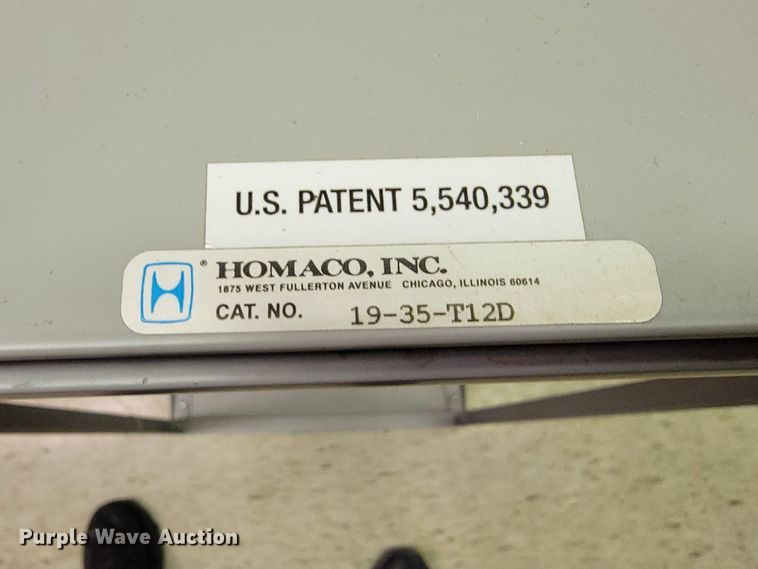 U.S. PATENT 5,540,339
® HOMACO, INC.
1875 WEST FULLERTON AVENUE CHICAGO, ILLINOIS 60614
CAT. NO. 19-35-T12D
Purple Wave Auction